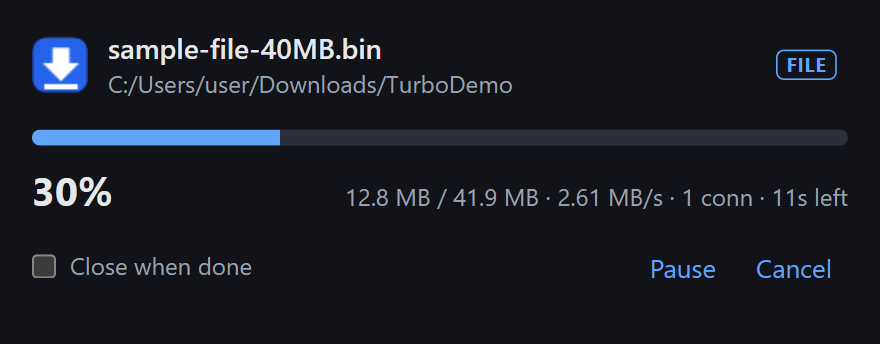 sample-file-40MB.bin
C:/Users/user/Downloads/TurboDemo
FILE
30%
12.8 MB / 41.9 MB · 2.61 MB/s · 1 conn · 11s left
Close when done
Pause
Cancel